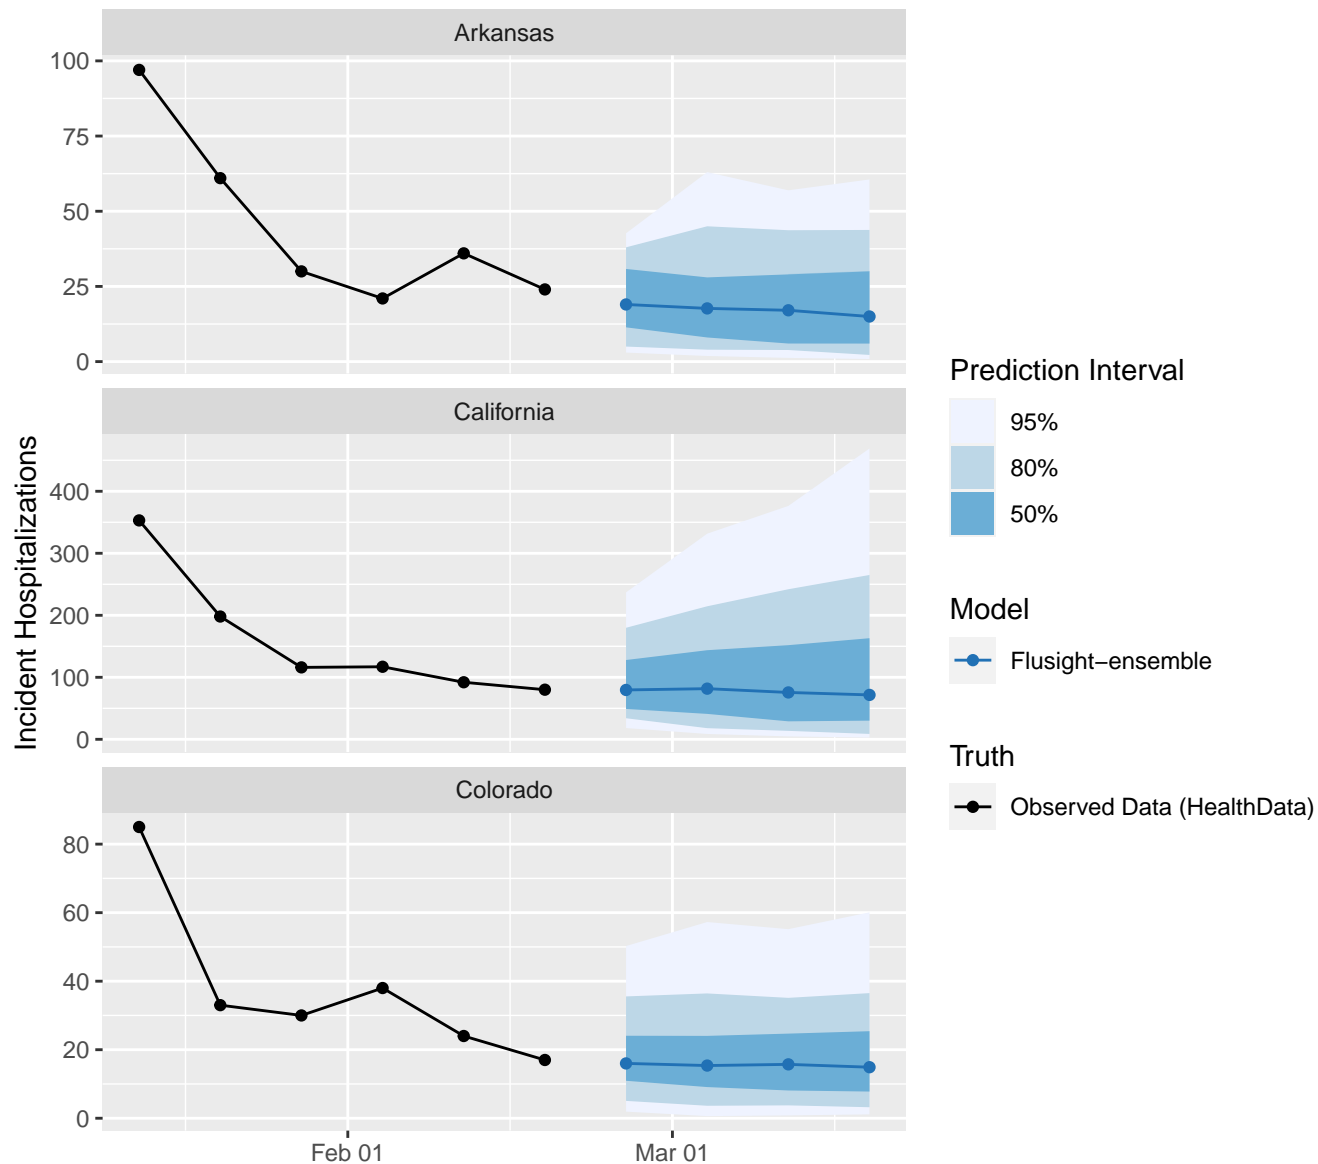 Arkansas
100
75
50
25
0
California
400
300
200
100
0
Colorado
80
60
40
20
0
Feb 01
Mar 01
Incident Hospitalizations
Prediction Interval
95%
80%
50%
Model
Flusight−ensemble
Truth
Observed Data (HealthData)